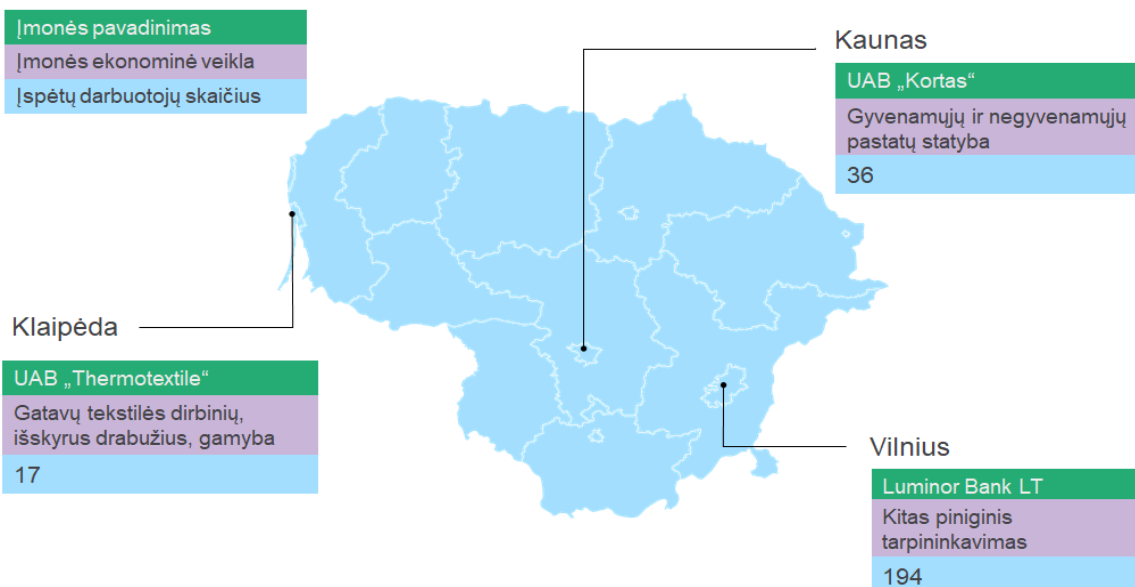 Įmonės pavadinimas
Įmonės ekonominė veikla
Įspėtų darbuotojų skaičius
Kaunas
UAB „Kortas“
Gyvenamųjų ir negyvenamųjų
pastatų statyba
36
Klaipėda
UAB „Thermotextile“
Gatavų tekstilės dirbinių,
išskyrus drabužius, gamyba
17
Vilnius
Luminor Bank LT
Kitas piniginis
tarpininkavimas
194